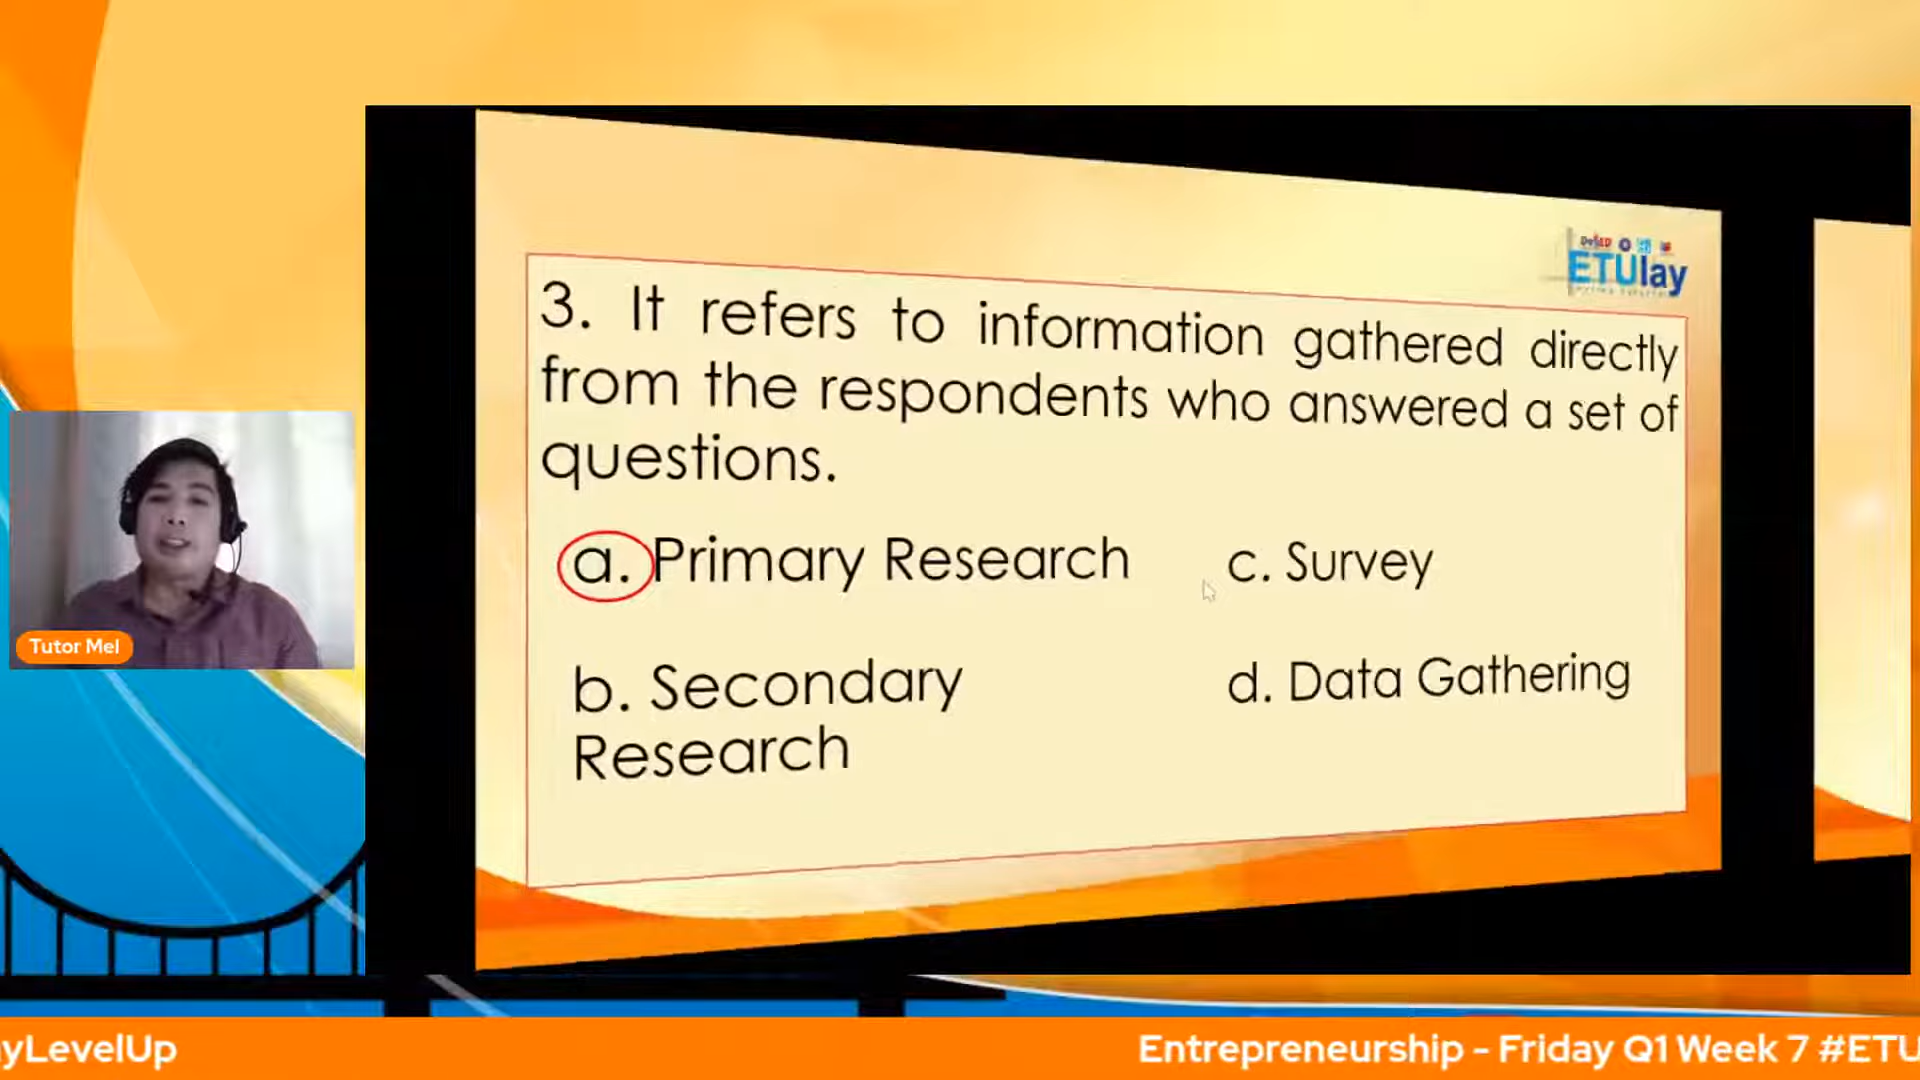 DepED
ETUlay
3. It refers to information gathered directly
from the respondents who answered a set of
questions.
a. Primary Research
c. Survey
b. Secondary
Research
d. Data Gathering
Tutor Mel
yLevelUp
Entrepreneurship - Friday Q1 Week 7 #ETU